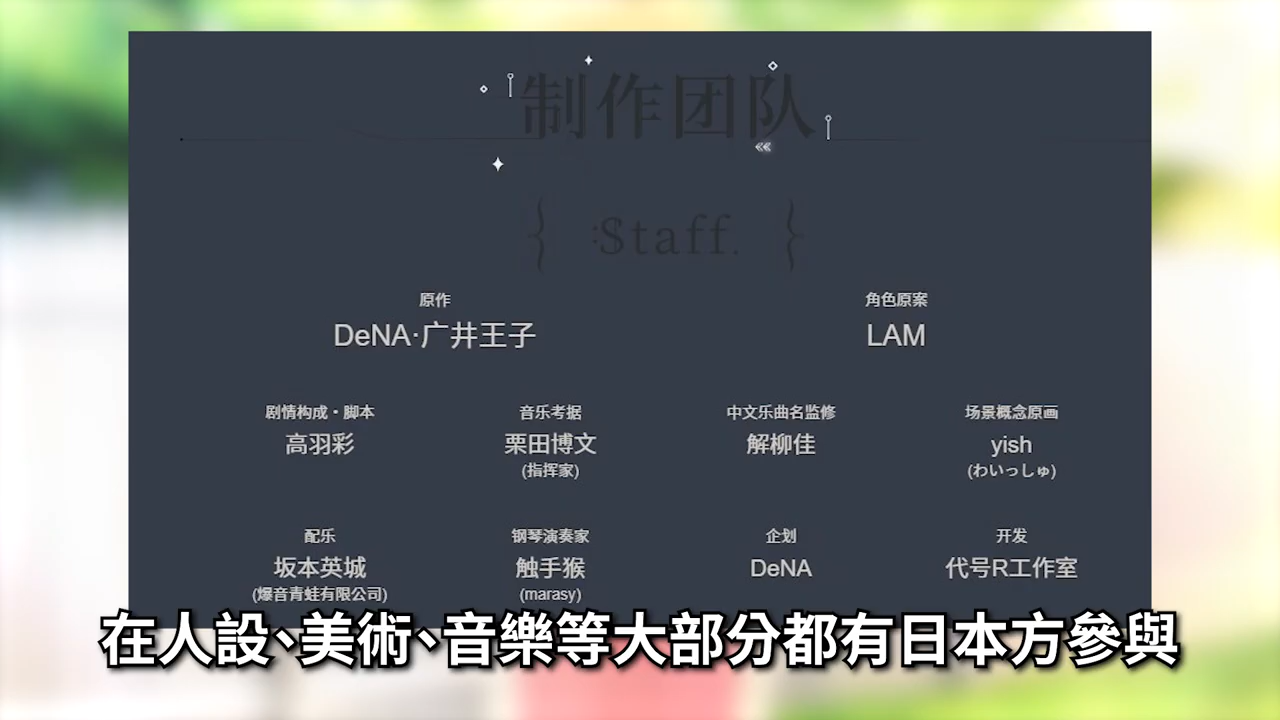 制作团队
{ :Staff. }
原作
DeNA·广井王子
角色原案
LAM
剧情构成·脚本
高羽彩
音乐考据
栗田博文
(指挥家)
中文乐曲名监修
解柳佳
场景概念原画
yish
(わいっしゅ)
配乐
坂本英城
(爆音青蛙有限公司)
钢琴演奏家
触手猴
(marasy)
企划
DeNA
开发
代号R工作室
在人設、美術、音樂等大部分都有日本方參與